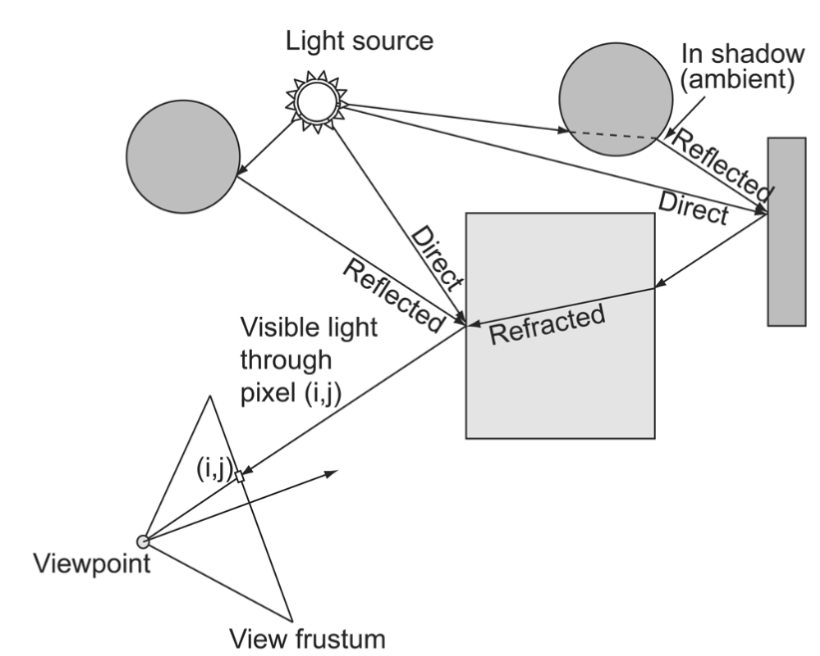 Light source
In shadow
(ambient)
Reflected
Direct
Direct
Reflected
Refracted
Visible light
through
pixel (i,j)
(i,j)
Viewpoint
View frustum